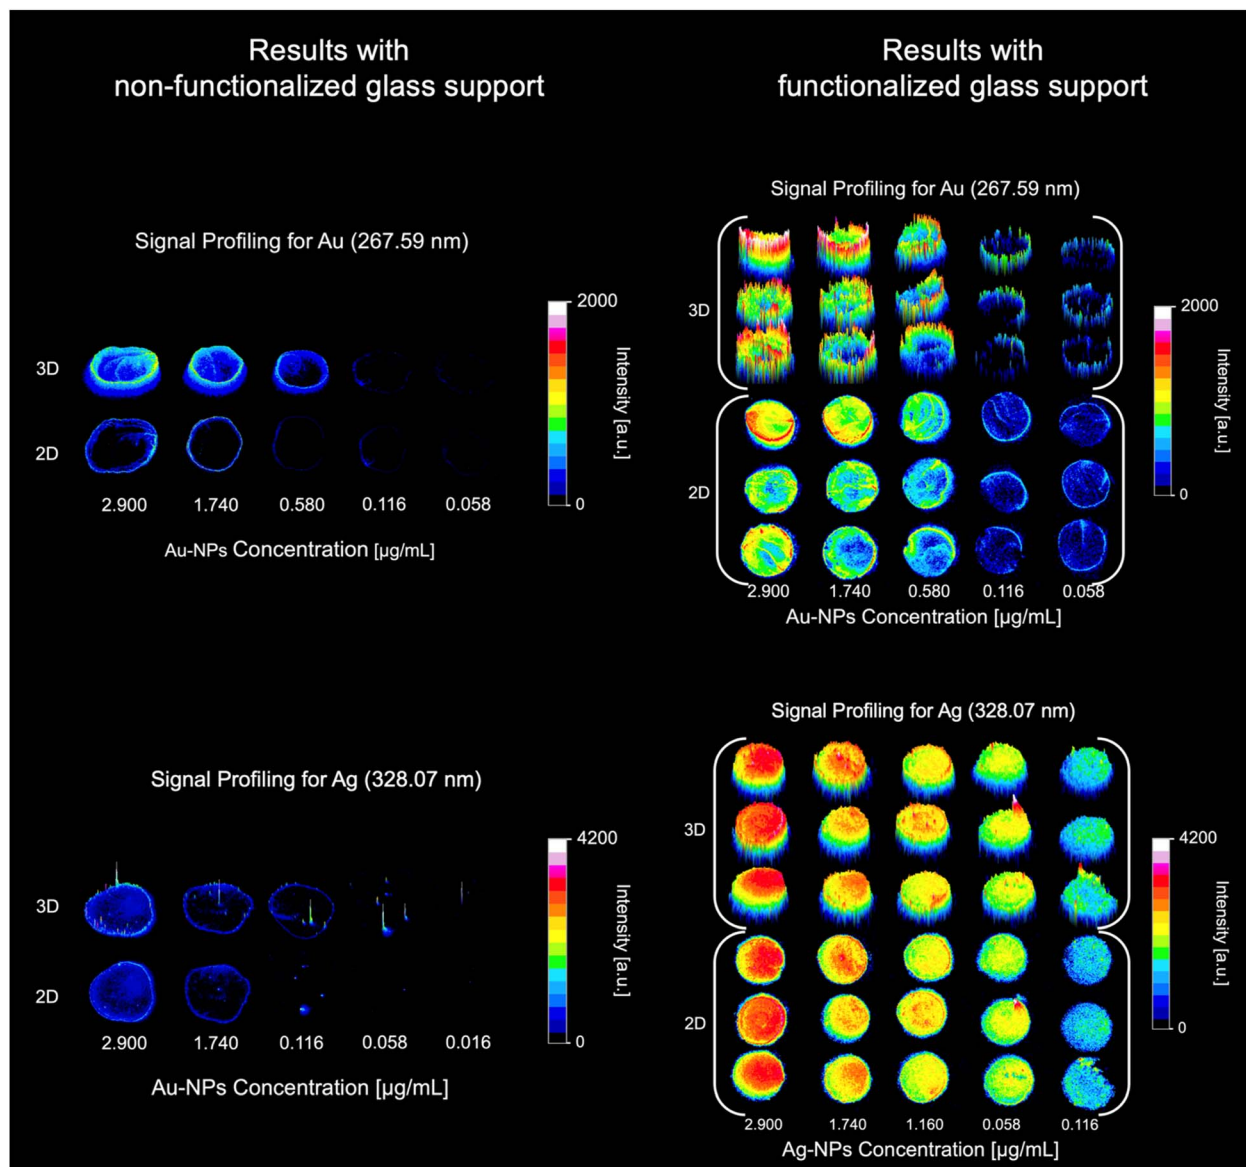 Results with
non-functionalized glass support
Results with
functionalized glass support
Signal Profiling for Au (267.59 nm)
3D
2D
2.900 1.740 0.580 0.116 0.058
Au-NPs Concentration [µg/mL]
2000
Intensity [a.u.]
0
Signal Profiling for Au (267.59 nm)
3D
2D
2.900 1.740 0.580 0.116 0.058
Au-NPs Concentration [µg/mL]
2000
Intensity [a.u.]
0
Signal Profiling for Ag (328.07 nm)
3D
2D
2.900 1.740 0.116 0.058 0.016
Au-NPs Concentration [µg/mL]
4200
Intensity [a.u.]
0
Signal Profiling for Ag (328.07 nm)
3D
2D
2.900 1.740 1.160 0.058 0.116
Ag-NPs Concentration [µg/mL]
4200
Intensity [a.u.]
0